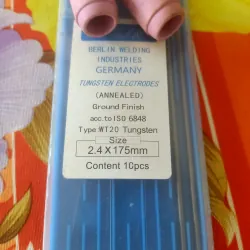 BERLIN WELDING
INDUSTRIES
GERMANY
TUNGSTEN ELECTRODES
(ANNEALED)
Ground Finish
acc.to ISO 6848
Type WT20 Tungsten
Size
2.4 X 175mm
Content 10pcs